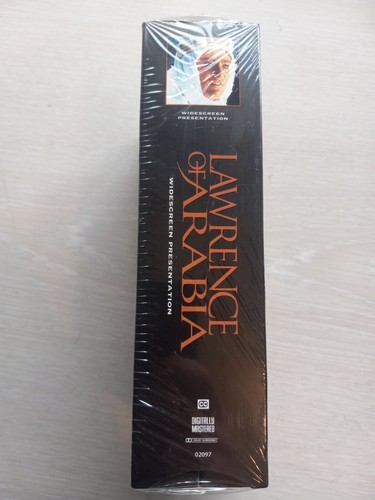 WIDESCREEN
PRESENTATION
LAWRENCE
OF ARABIA
WIDESCREEN PRESENTATION
CC
DIGITALLY
MASTERED
02097